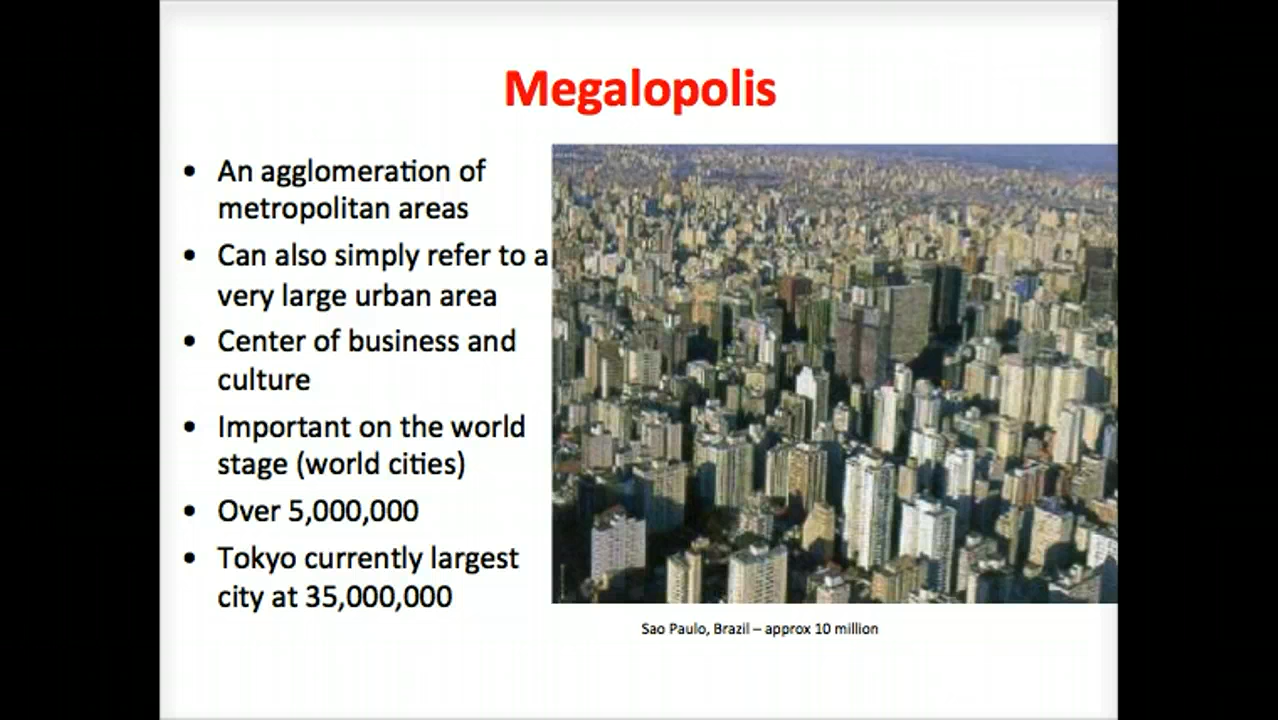 Megalopolis
• An agglomeration of
metropolitan areas
• Can also simply refer to a
very large urban area
• Center of business and
culture
• Important on the world
stage (world cities)
• Over 5,000,000
• Tokyo currently largest
city at 35,000,000
Sao Paulo, Brazil – approx 10 million